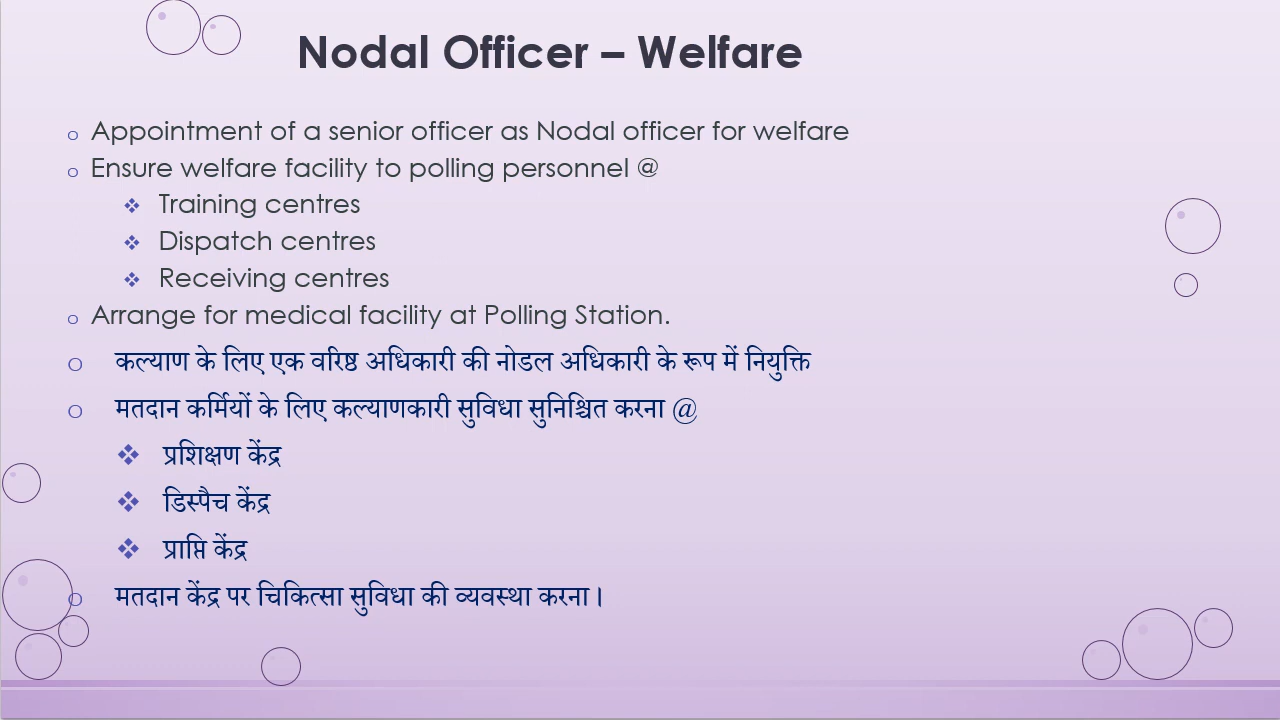 Nodal Officer – Welfare
Appointment of a senior officer as Nodal officer for welfare
Ensure welfare facility to polling personnel @
Training centres
Dispatch centres
Receiving centres
Arrange for medical facility at Polling Station.
कल्याण के लिए एक वरिष्ठ अधिकारी की नोडल अधिकारी के रूप में नियुक्ति
मतदान कर्मियों के लिए कल्याणकारी सुविधा सुनिश्चित करना @
प्रशिक्षण केंद्र
डिस्पैच केंद्र
प्राप्ति केंद्र
मतदान केंद्र पर चिकित्सा सुविधा की व्यवस्था करना।